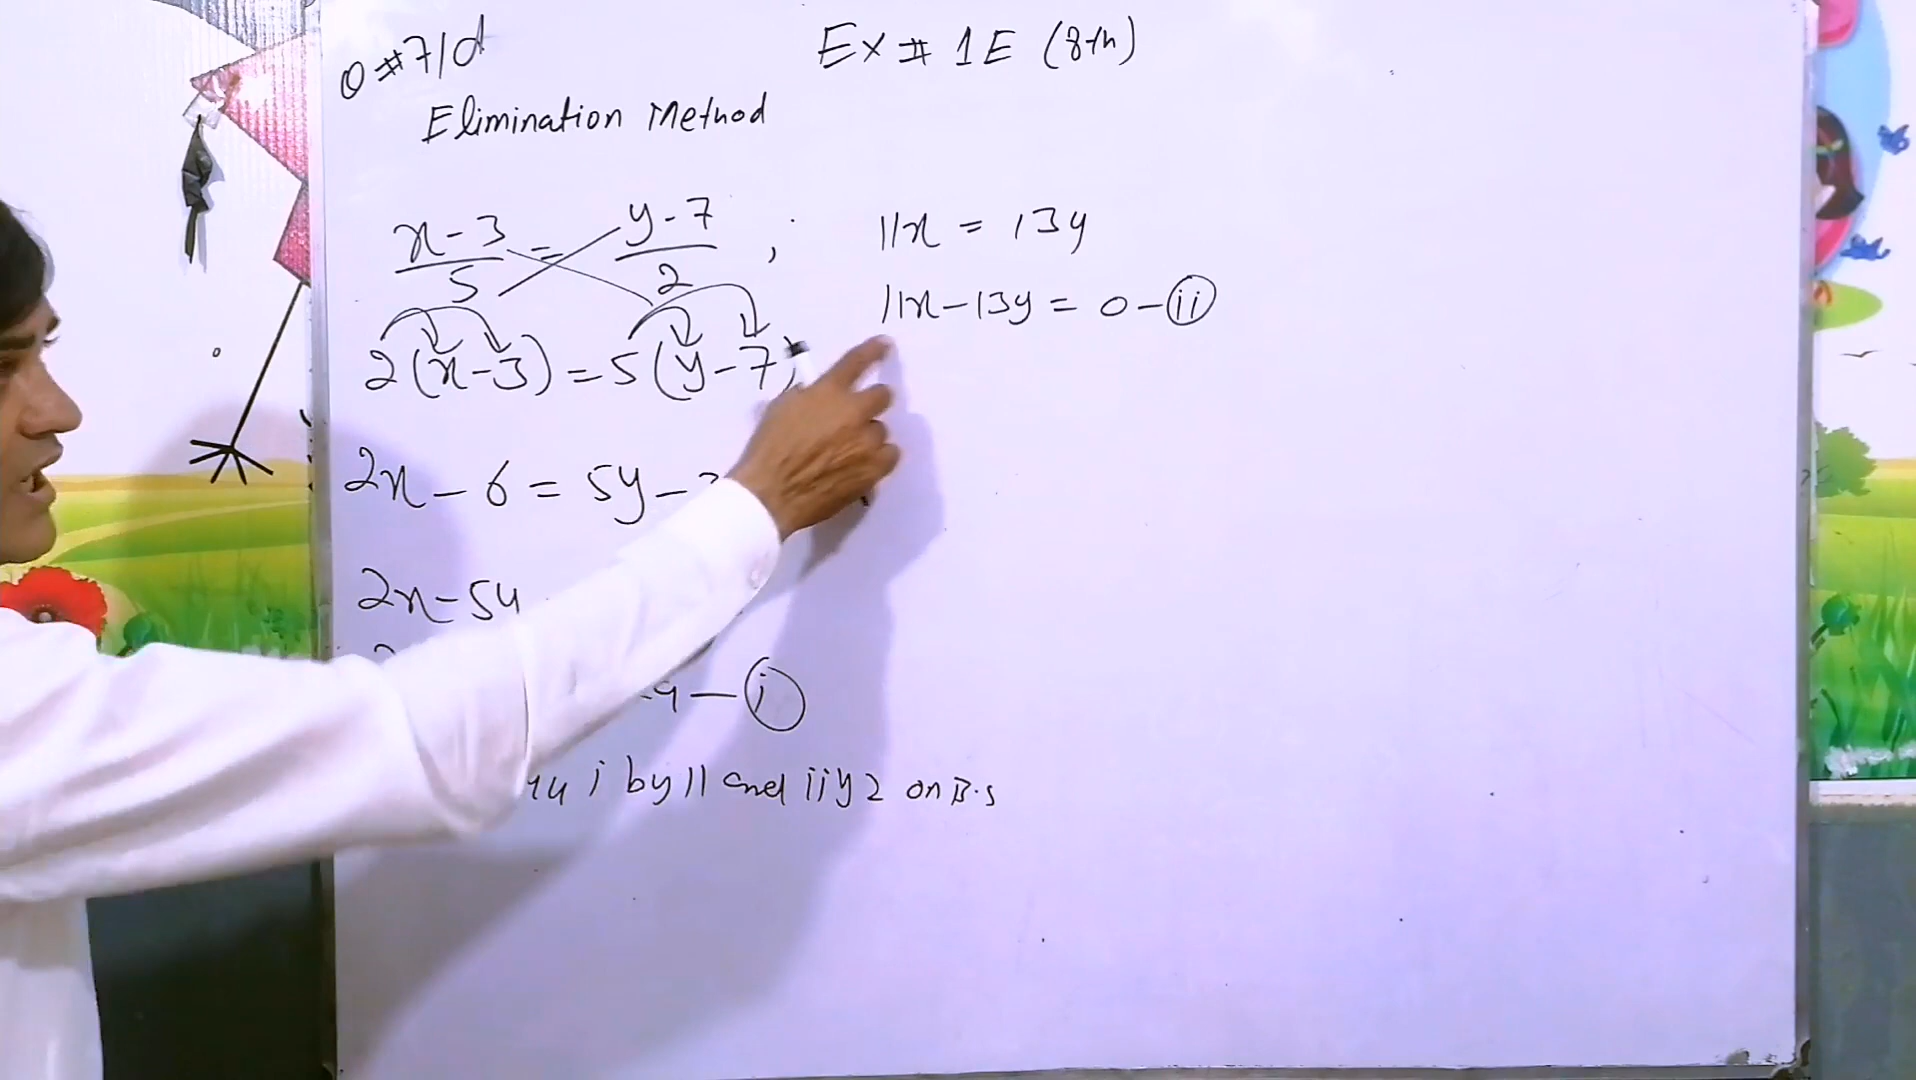 Q#7/d
Ex # 1E (8th)
Elimination Method
x-3/5 = y-7/2 ;
11x = 13y
11x-13y = 0-(ii)
2(x-3) = 5(y-7)
2x - 6 = 5y -
2x-5y
9 — (i)
i by 11 and ii y 2 on B.S